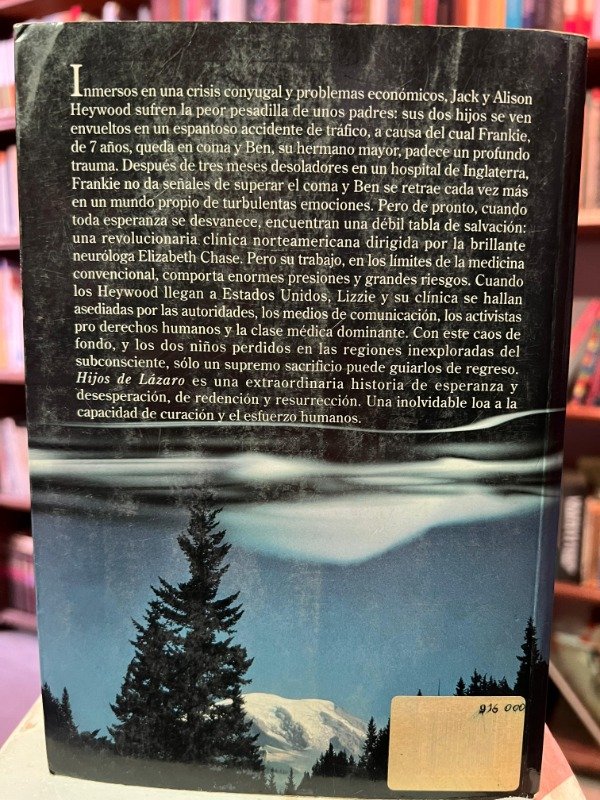 Inmersos en una crisis conyugal y problemas económicos, Jack y Alison
Heywood sufren la peor pesadilla de unos padres: sus dos hijos se ven
envueltos en un espantoso accidente de tráfico, a causa del cual Frankie,
de 7 años, queda en coma y Ben, su hermano mayor, padece un profundo
trauma. Después de tres meses desoladores en un hospital de Inglaterra,
Frankie no da señales de superar el coma y Ben se retrae cada vez más
en un mundo propio de turbulentas emociones. Pero de pronto, cuando
toda esperanza se desvanece, encuentran una débil tabla de salvación:
una revolucionaria clínica norteamericana dirigida por la brillante
neuróloga Elizabeth Chase. Pero su trabajo, en los límites de la medicina
convencional, comporta enormes presiones y grandes riesgos. Cuando
los Heywood llegan a Estados Unidos, Lizzie y su clínica se hallan
asediadas por las autoridades, los medios de comunicación, los activistas
pro derechos humanos y la clase médica dominante. Con este caos de
fondo, y los dos niños perdidos en las regiones inexploradas del
subconsciente, sólo un supremo sacrificio puede guiarlos de regreso.
Hijos de Lázaro es una extraordinaria historia de esperanza y
desesperación, de redención y resurrección. Una inolvidable loa a la
capacidad de curación y el esfuerzo humanos.